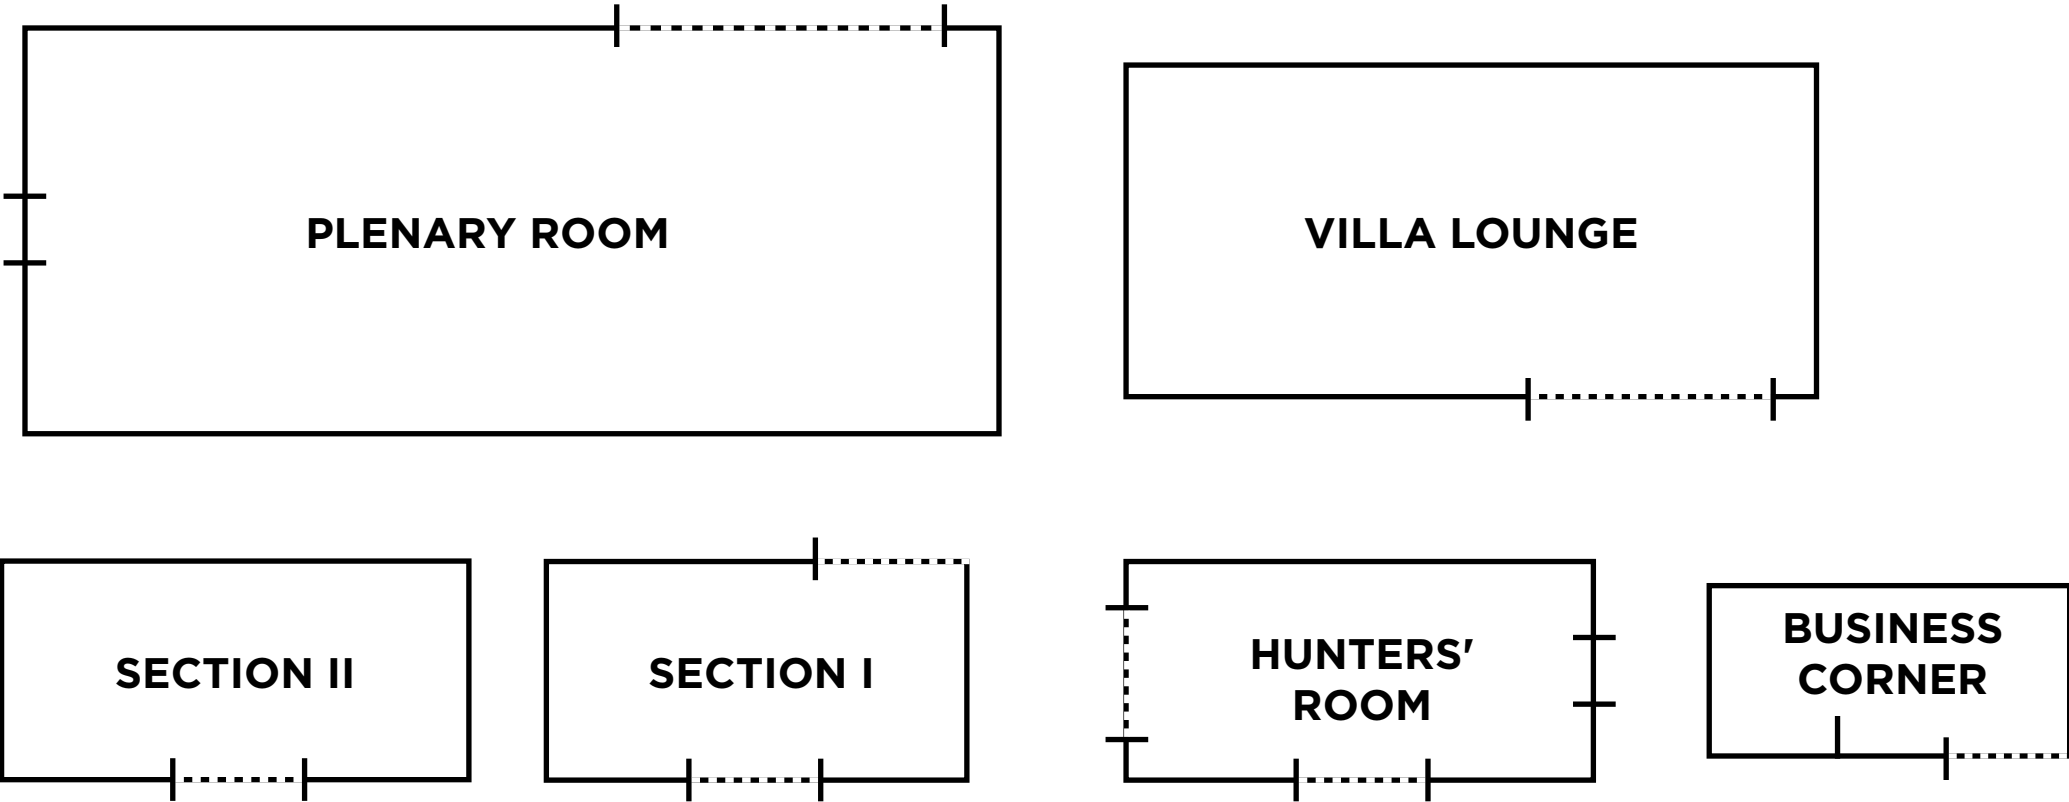 PLENARY ROOM
VILLA LOUNGE
SECTION II
SECTION I
HUNTERS'
ROOM
BUSINESS
CORNER